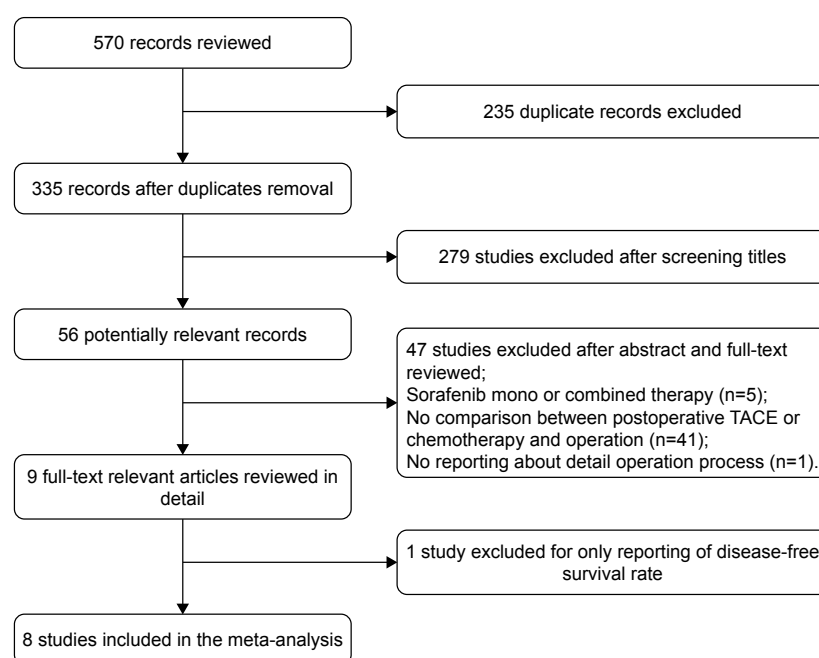 570 records reviewed
235 duplicate records excluded
335 records after duplicates removal
279 studies excluded after screening titles
56 potentially relevant records
47 studies excluded after abstract and full-text
reviewed;
Sorafenib mono or combined therapy (n=5);
No comparison between postoperative TACE or
chemotherapy and operation (n=41);
No reporting about detail operation process (n=1).
9 full-text relevant articles reviewed in
detail
1 study excluded for only reporting of disease-free
survival rate
8 studies included in the meta-analysis